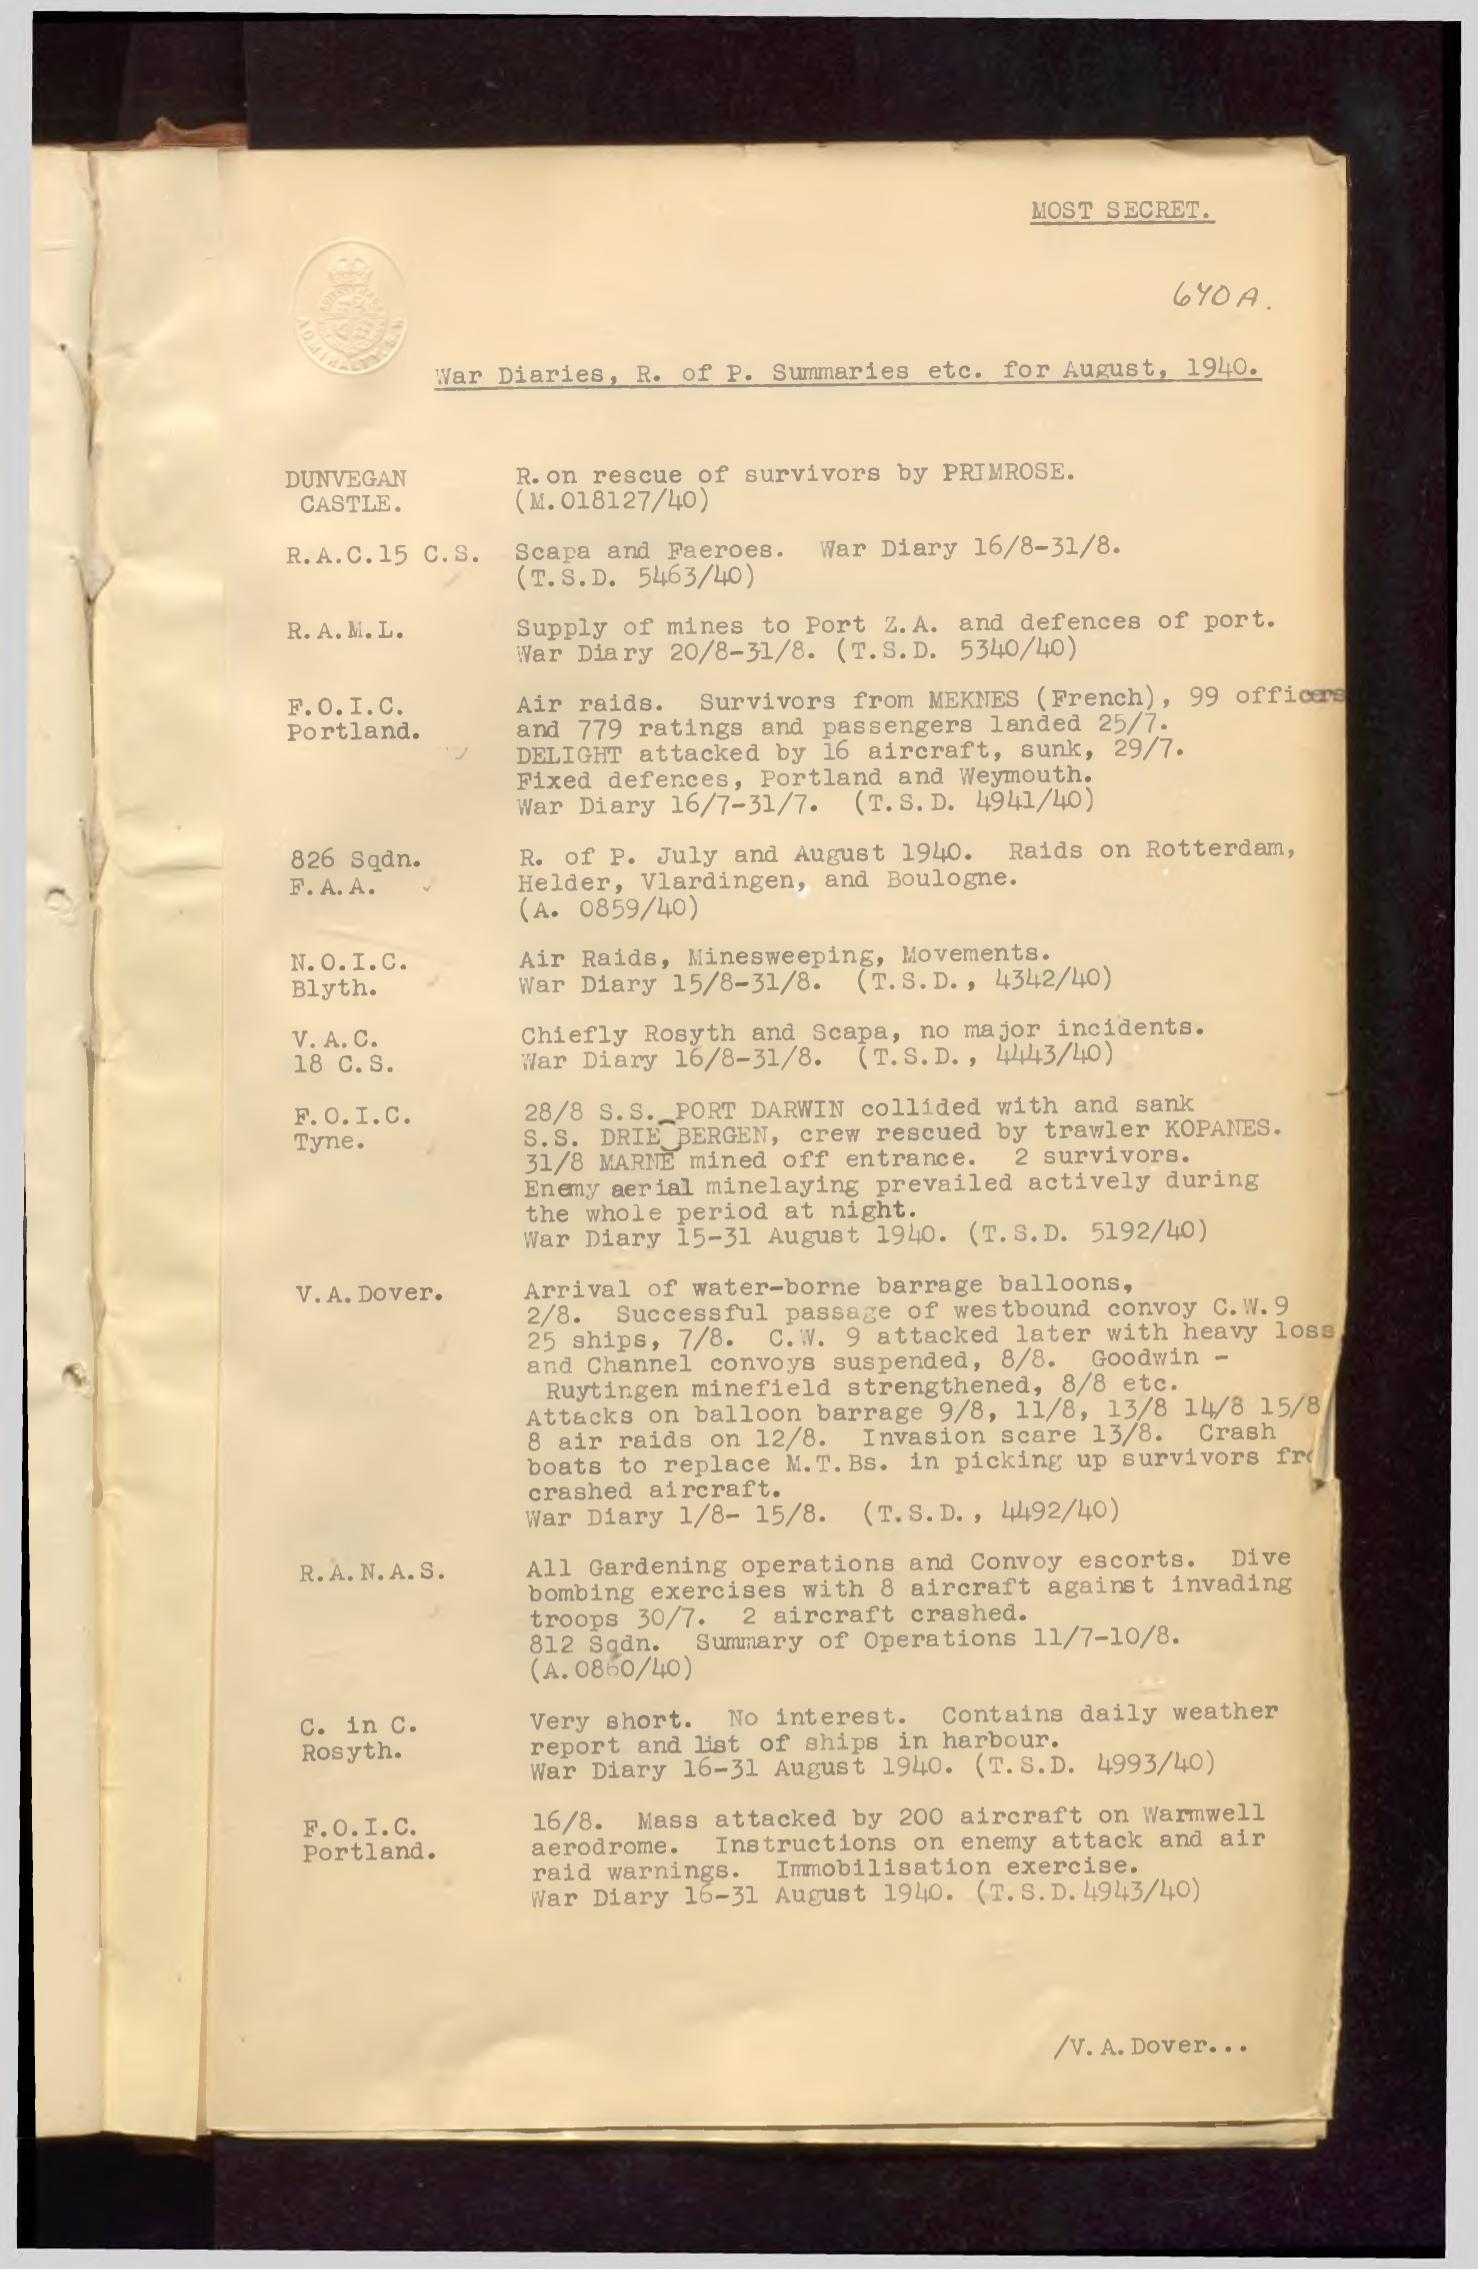 MOST SECRET.
670A.
ADMIRALTY. S.W.
War Diaries, R. of P. Summaries etc. for August, 1940.
DUNVEGAN CASTLE.
R. on rescue of survivors by PRIMROSE.
(M.018127/40)
R.A.C.15 C.S.
Scapa and Faeroes. War Diary 16/8-31/8.
(T.S.D. 5463/40)
R.A.M.L.
Supply of mines to Port Z.A. and defences of port.
War Diary 20/8-31/8. (T.S.D. 5340/40)
F.O.I.C.
Portland.
Air raids. Survivors from MEKNES (French), 99 officers
and 779 ratings and passengers landed 25/7.
DELIGHT attacked by 16 aircraft, sunk, 29/7.
Fixed defences, Portland and Weymouth.
War Diary 16/7-31/7. (T.S.D. 4941/40)
826 Sqdn.
F.A.A.
R. of P. July and August 1940. Raids on Rotterdam,
Helder, Vlardingen, and Boulogne.
(A. 0859/40)
N.O.I.C.
Blyth.
Air Raids, Minesweeping, Movements.
War Diary 15/8-31/8. (T.S.D., 4342/40)
V.A.C.
18 C.S.
Chiefly Rosyth and Scapa, no major incidents.
War Diary 16/8-31/8. (T.S.D., 4443/40)
F.O.I.C.
Tyne.
28/8 S.S. PORT DARWIN collided with and sank
S.S. DRIE BERGEN, crew rescued by trawler KOPANES.
31/8 MARNE mined off entrance. 2 survivors.
Enemy aerial minelaying prevailed actively during
the whole period at night.
War Diary 15-31 August 1940. (T.S.D. 5192/40)
V.A.Dover.
Arrival of water-borne barrage balloons,
2/8. Successful passage of westbound convoy C.W.9
25 ships, 7/8. C.W. 9 attacked later with heavy loss
and Channel convoys suspended, 8/8. Goodwin -
Ruytingen minefield strengthened, 8/8 etc.
Attacks on balloon barrage 9/8, 11/8, 13/8 14/8 15/8
8 air raids on 12/8. Invasion scare 13/8. Crash
boats to replace M.T.Bs. in picking up survivors fr
crashed aircraft.
War Diary 1/8- 15/8. (T.S.D., 4492/40)
R.A.N.A.S.
All Gardening operations and Convoy escorts. Dive
bombing exercises with 8 aircraft against invading
troops 30/7. 2 aircraft crashed.
812 Sqdn. Summary of Operations 11/7-10/8.
(A.0860/40)
C. in C.
Rosyth.
Very short. No interest. Contains daily weather
report and list of ships in harbour.
War Diary 16-31 August 1940. (T.S.D. 4993/40)
F.O.I.C.
Portland.
16/8. Mass attacked by 200 aircraft on Warmwell
aerodrome. Instructions on enemy attack and air
raid warnings. Immobilisation exercise.
War Diary 16-31 August 1940. (T.S.D.4943/40)
/V.A.Dover...